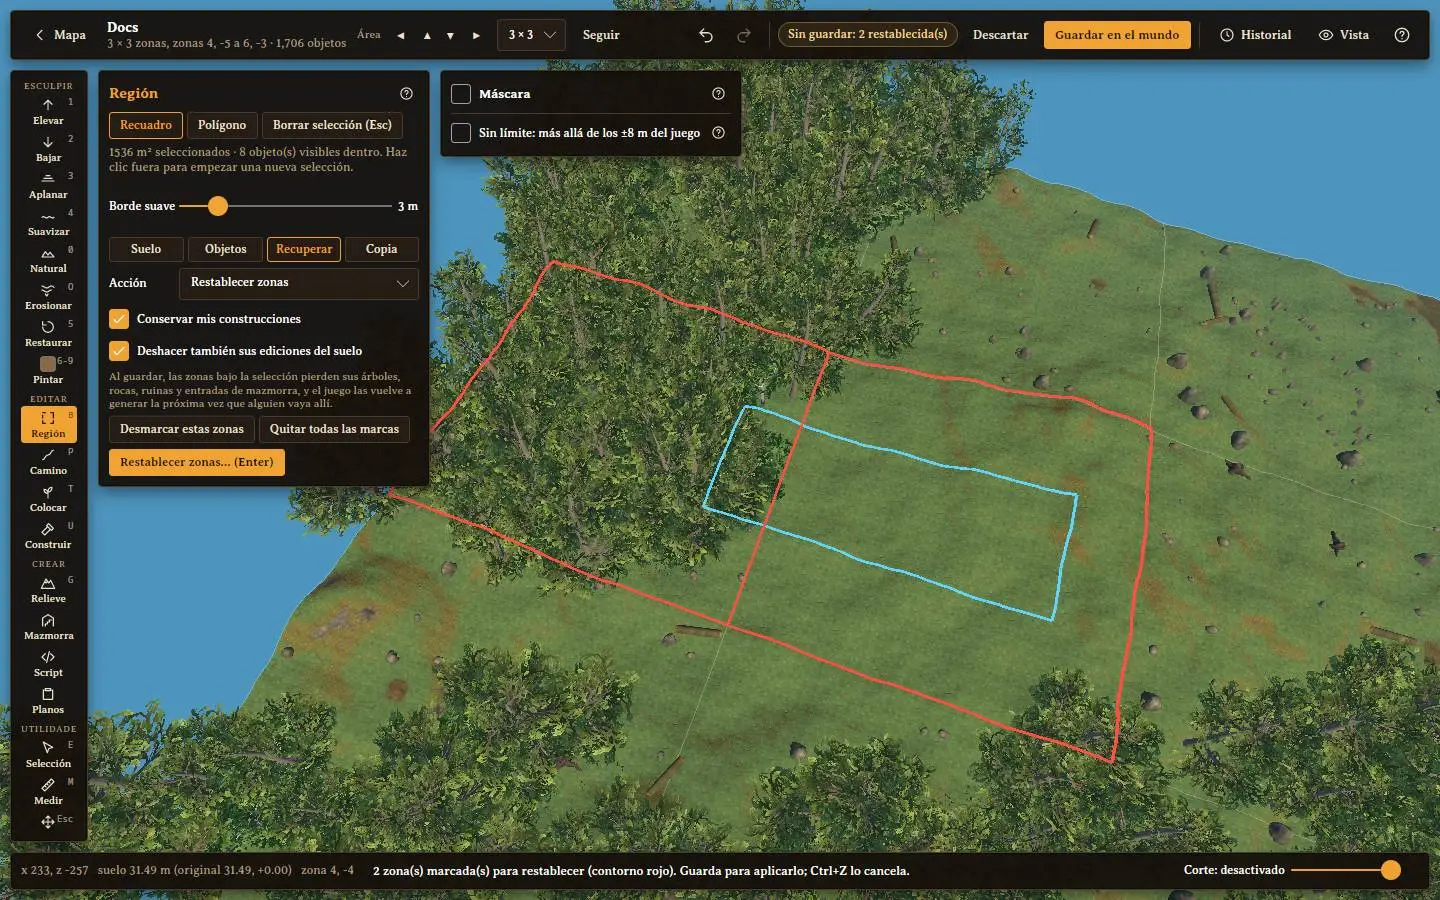 Mapa
Docs
3 × 3 zonas, zonas 4, -5 a 6, -3 · 1,706 objetos
Área
3 × 3
Seguir
Sin guardar: 2 restablecida(s)
Descartar
Guardar en el mundo
Historial
Vista
ESCULPIR
1
Elevar
2
Bajar
3
Aplanar
4
Suavizar
0
Natural
O
Erosionar
5
Restaurar
6-9
Pintar
EDITAR
B
Región
P
Camino
T
Colocar
U
Construir
CREAR
G
Relieve
Mazmorra
Script
Planos
UTILIDADE
E
Selección
M
Medir
Esc
Región
Recuadro
Polígono
Borrar selección (Esc)
1536 m² seleccionados · 8 objeto(s) visibles dentro. Haz
clic fuera para empezar una nueva selección.
Borde suave
3 m
Suelo
Objetos
Recuperar
Copia
Acción
Restablecer zonas
Conservar mis construcciones
Deshacer también sus ediciones del suelo
Al guardar, las zonas bajo la selección pierden sus árboles,
rocas, ruinas y entradas de mazmorra, y el juego las vuelve a
generar la próxima vez que alguien vaya allí.
Desmarcar estas zonas
Quitar todas las marcas
Restablecer zonas... (Enter)
Máscara
Sin límite: más allá de los ±8 m del juego
x 233, z -257
suelo 31.49 m (original 31.49, +0.00)
zona 4, -4
2 zona(s) marcada(s) para restablecer (contorno rojo). Guarda para aplicarlo; Ctrl+Z lo cancela.
Corte: desactivado